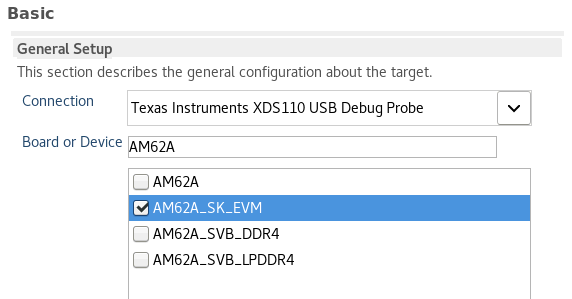 Basic
General Setup
This section describes the general configuration about the target.
Connection
Texas Instruments XDS110 USB Debug Probe
Board or Device
AM62A
AM62A
AM62A_SK_EVM
AM62A_SVB_DDR4
AM62A_SVB_LPDDR4